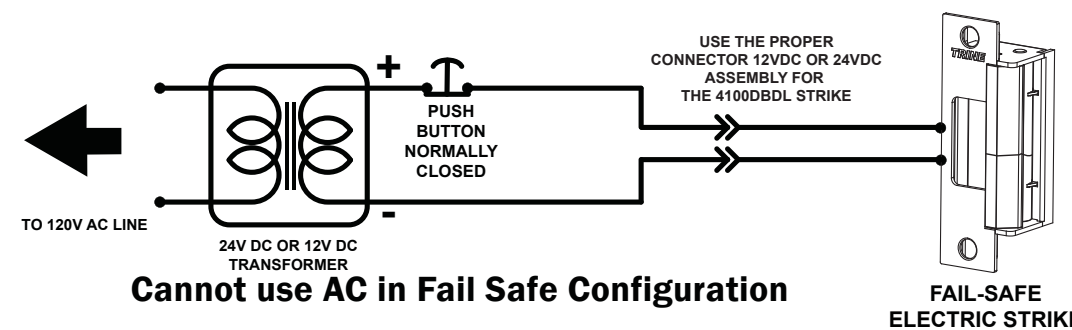 USE THE PROPER
CONNECTOR 12VDC OR 24VDC
ASSEMBLY FOR
THE 4100DBDL STRIKE
TRINE
+
PUSH
BUTTON
NORMALLY
CLOSED
-
TO 120V AC LINE
24V DC OR 12V DC
TRANSFORMER
Cannot use AC in Fail Safe Configuration
FAIL-SAFE
ELECTRIC STRIKE